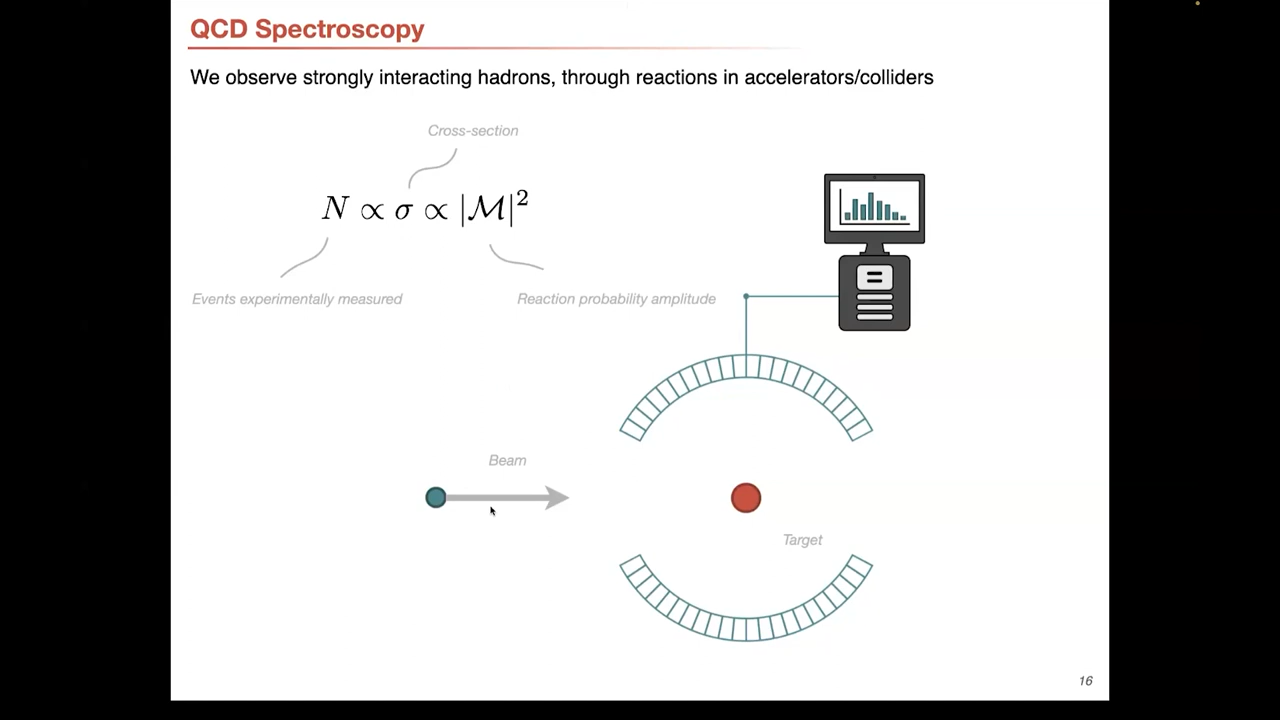 QCD Spectroscopy
We observe strongly interacting hadrons, through reactions in accelerators/colliders
Cross-section
N ∝ σ ∝ |ℳ|²
Events experimentally measured
Reaction probability amplitude
Beam
Target
16